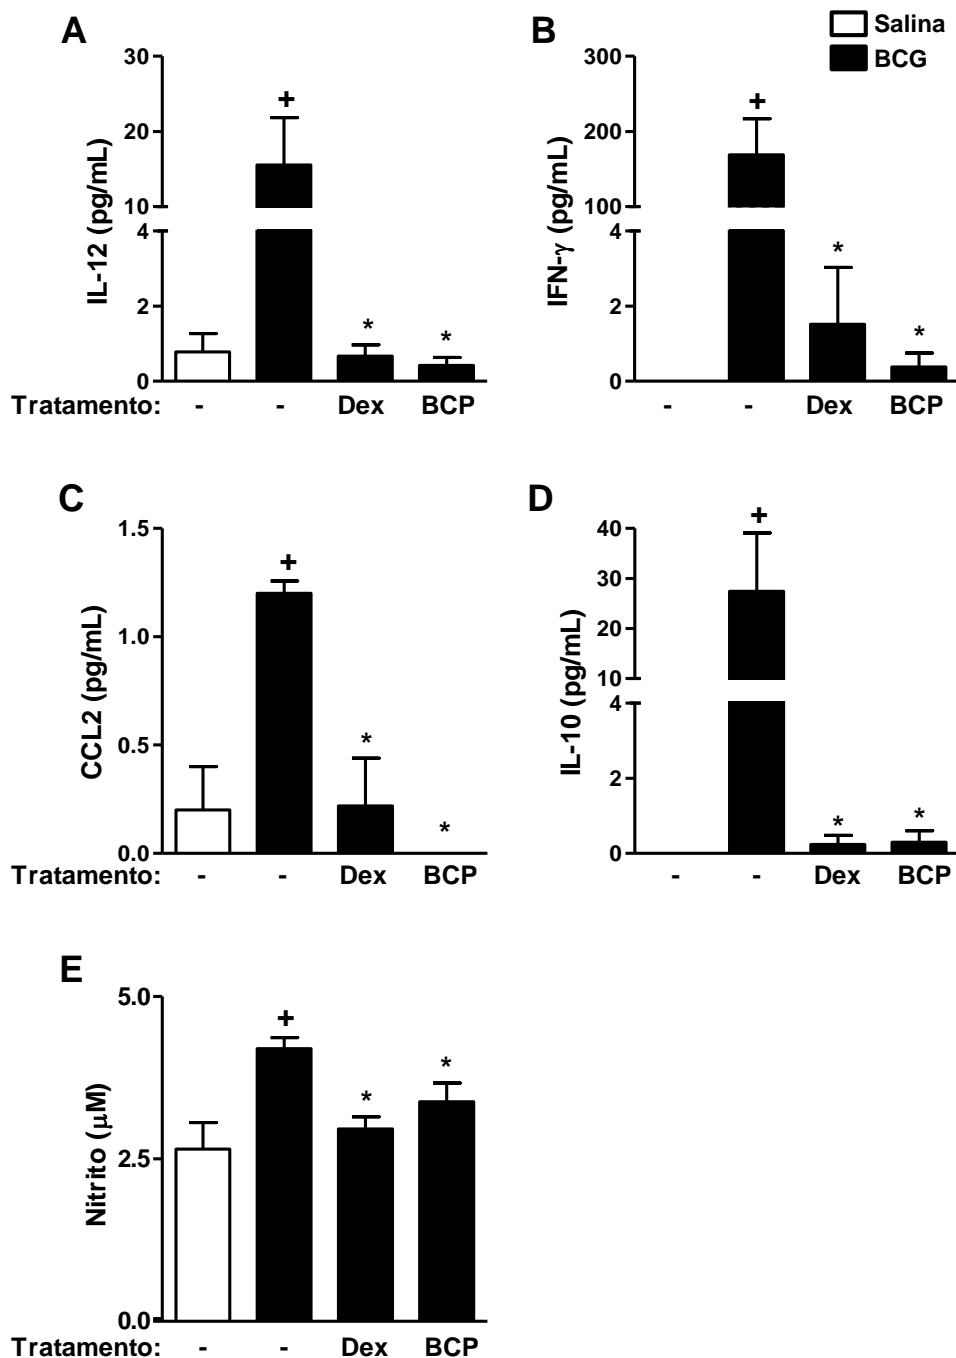 A
B
Salina
BCG
IL-12 (pg/mL)
30
20
10
4
2
0
+
*
*
Tratamento: - - Dex BCP
IFN-γ (pg/mL)
300
200
100
4
2
0
+
*
*
- - Dex BCP
C
CCL2 (pg/mL)
1.5
1.0
0.5
0.0
+
*
*
Tratamento: - - Dex BCP
D
IL-10 (pg/mL)
40
30
20
10
4
2
0
+
*
*
- - Dex BCP
E
Nitrito (μM)
5.0
2.5
0.0
+
*
*
Tratamento: - - Dex BCP